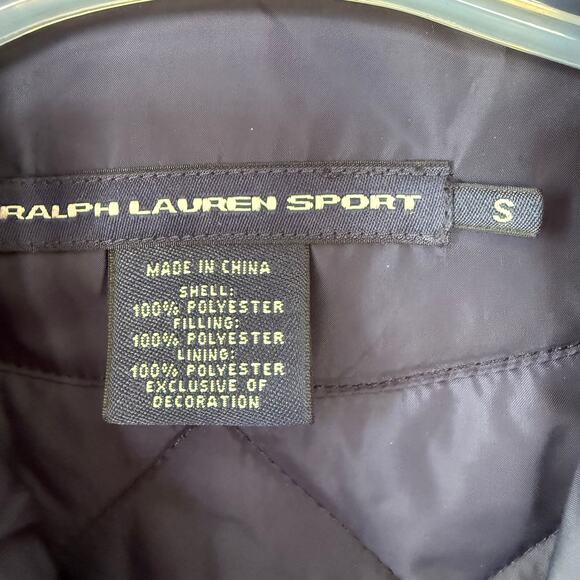 RALPH LAUREN SPORT
S
MADE IN CHINA
SHELL:
100% POLYESTER
FILLING:
100% POLYESTER
LINING:
100% POLYESTER
EXCLUSIVE OF
DECORATION